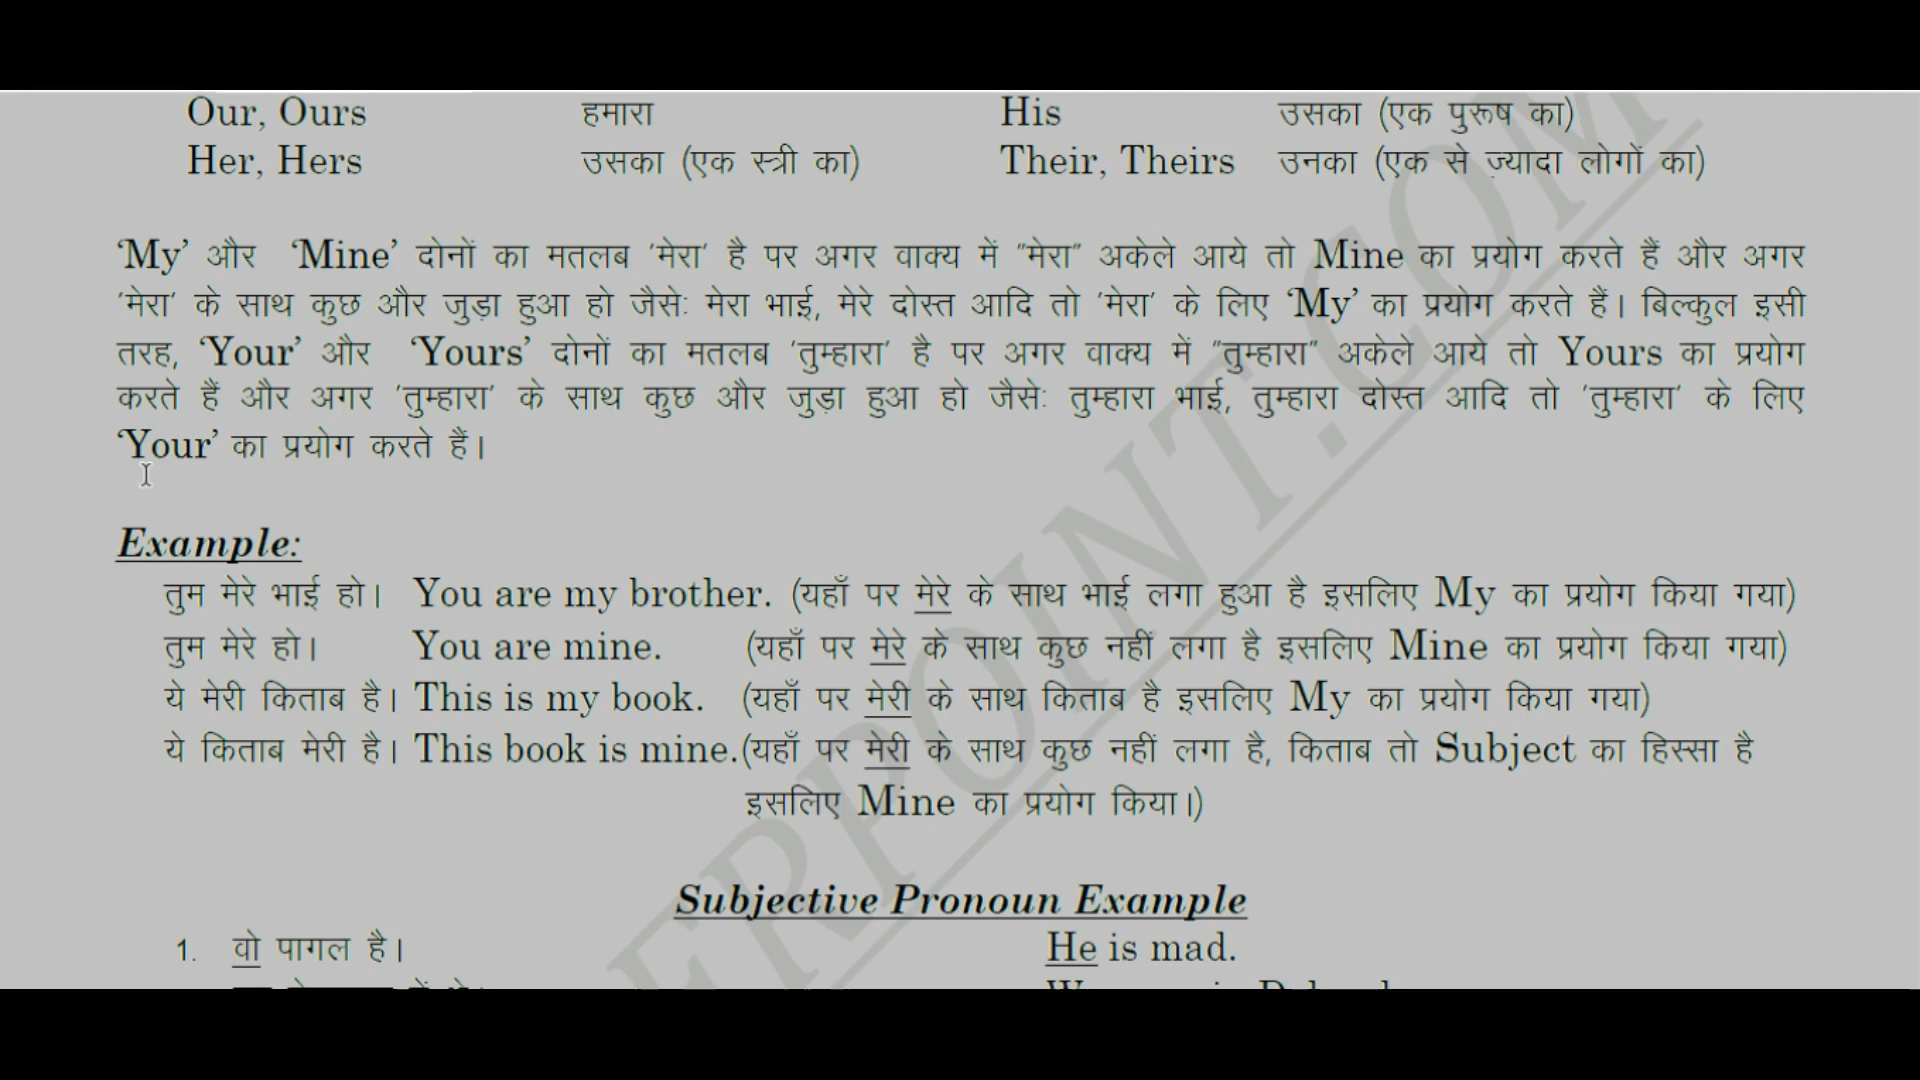 Our, Ours हमारा His उसका (एक पुरूष का)
Her, Hers उसका (एक स्त्री का) Their, Theirs उनका (एक से ज़्यादा लोगों का)
‘My’ और ‘Mine’ दोनों का मतलब 'मेरा' है पर अगर वाक्य में "मेरा" अकेले आये तो Mine का प्रयोग करते हैं और अगर
'मेरा' के साथ कुछ और जुड़ा हुआ हो जैसेः मेरा भाई, मेरे दोस्त आदि तो 'मेरा' के लिए ‘My’ का प्रयोग करते हैं। बिल्कुल इसी
तरह, ‘Your’ और ‘Yours’ दोनों का मतलब 'तुम्हारा' है पर अगर वाक्य में "तुम्हारा" अकेले आये तो Yours का प्रयोग
करते हैं और अगर 'तुम्हारा' के साथ कुछ और जुड़ा हुआ हो जैसेः तुम्हारा भाई, तुम्हारा दोस्त आदि तो 'तुम्हारा' के लिए
‘Your’ का प्रयोग करते हैं।
Example:
तुम मेरे भाई हो। You are my brother. (यहाँ पर मेरे के साथ भाई लगा हुआ है इसलिए My का प्रयोग किया गया)
तुम मेरे हो। You are mine. (यहाँ पर मेरे के साथ कुछ नहीं लगा है इसलिए Mine का प्रयोग किया गया)
ये मेरी किताब है। This is my book. (यहाँ पर मेरी के साथ किताब है इसलिए My का प्रयोग किया गया)
ये किताब मेरी है। This book is mine.(यहाँ पर मेरी के साथ कुछ नहीं लगा है, किताब तो Subject का हिस्सा है
इसलिए Mine का प्रयोग किया।)
Subjective Pronoun Example
1. वो पागल है। He is mad.
ERPOINT.COM